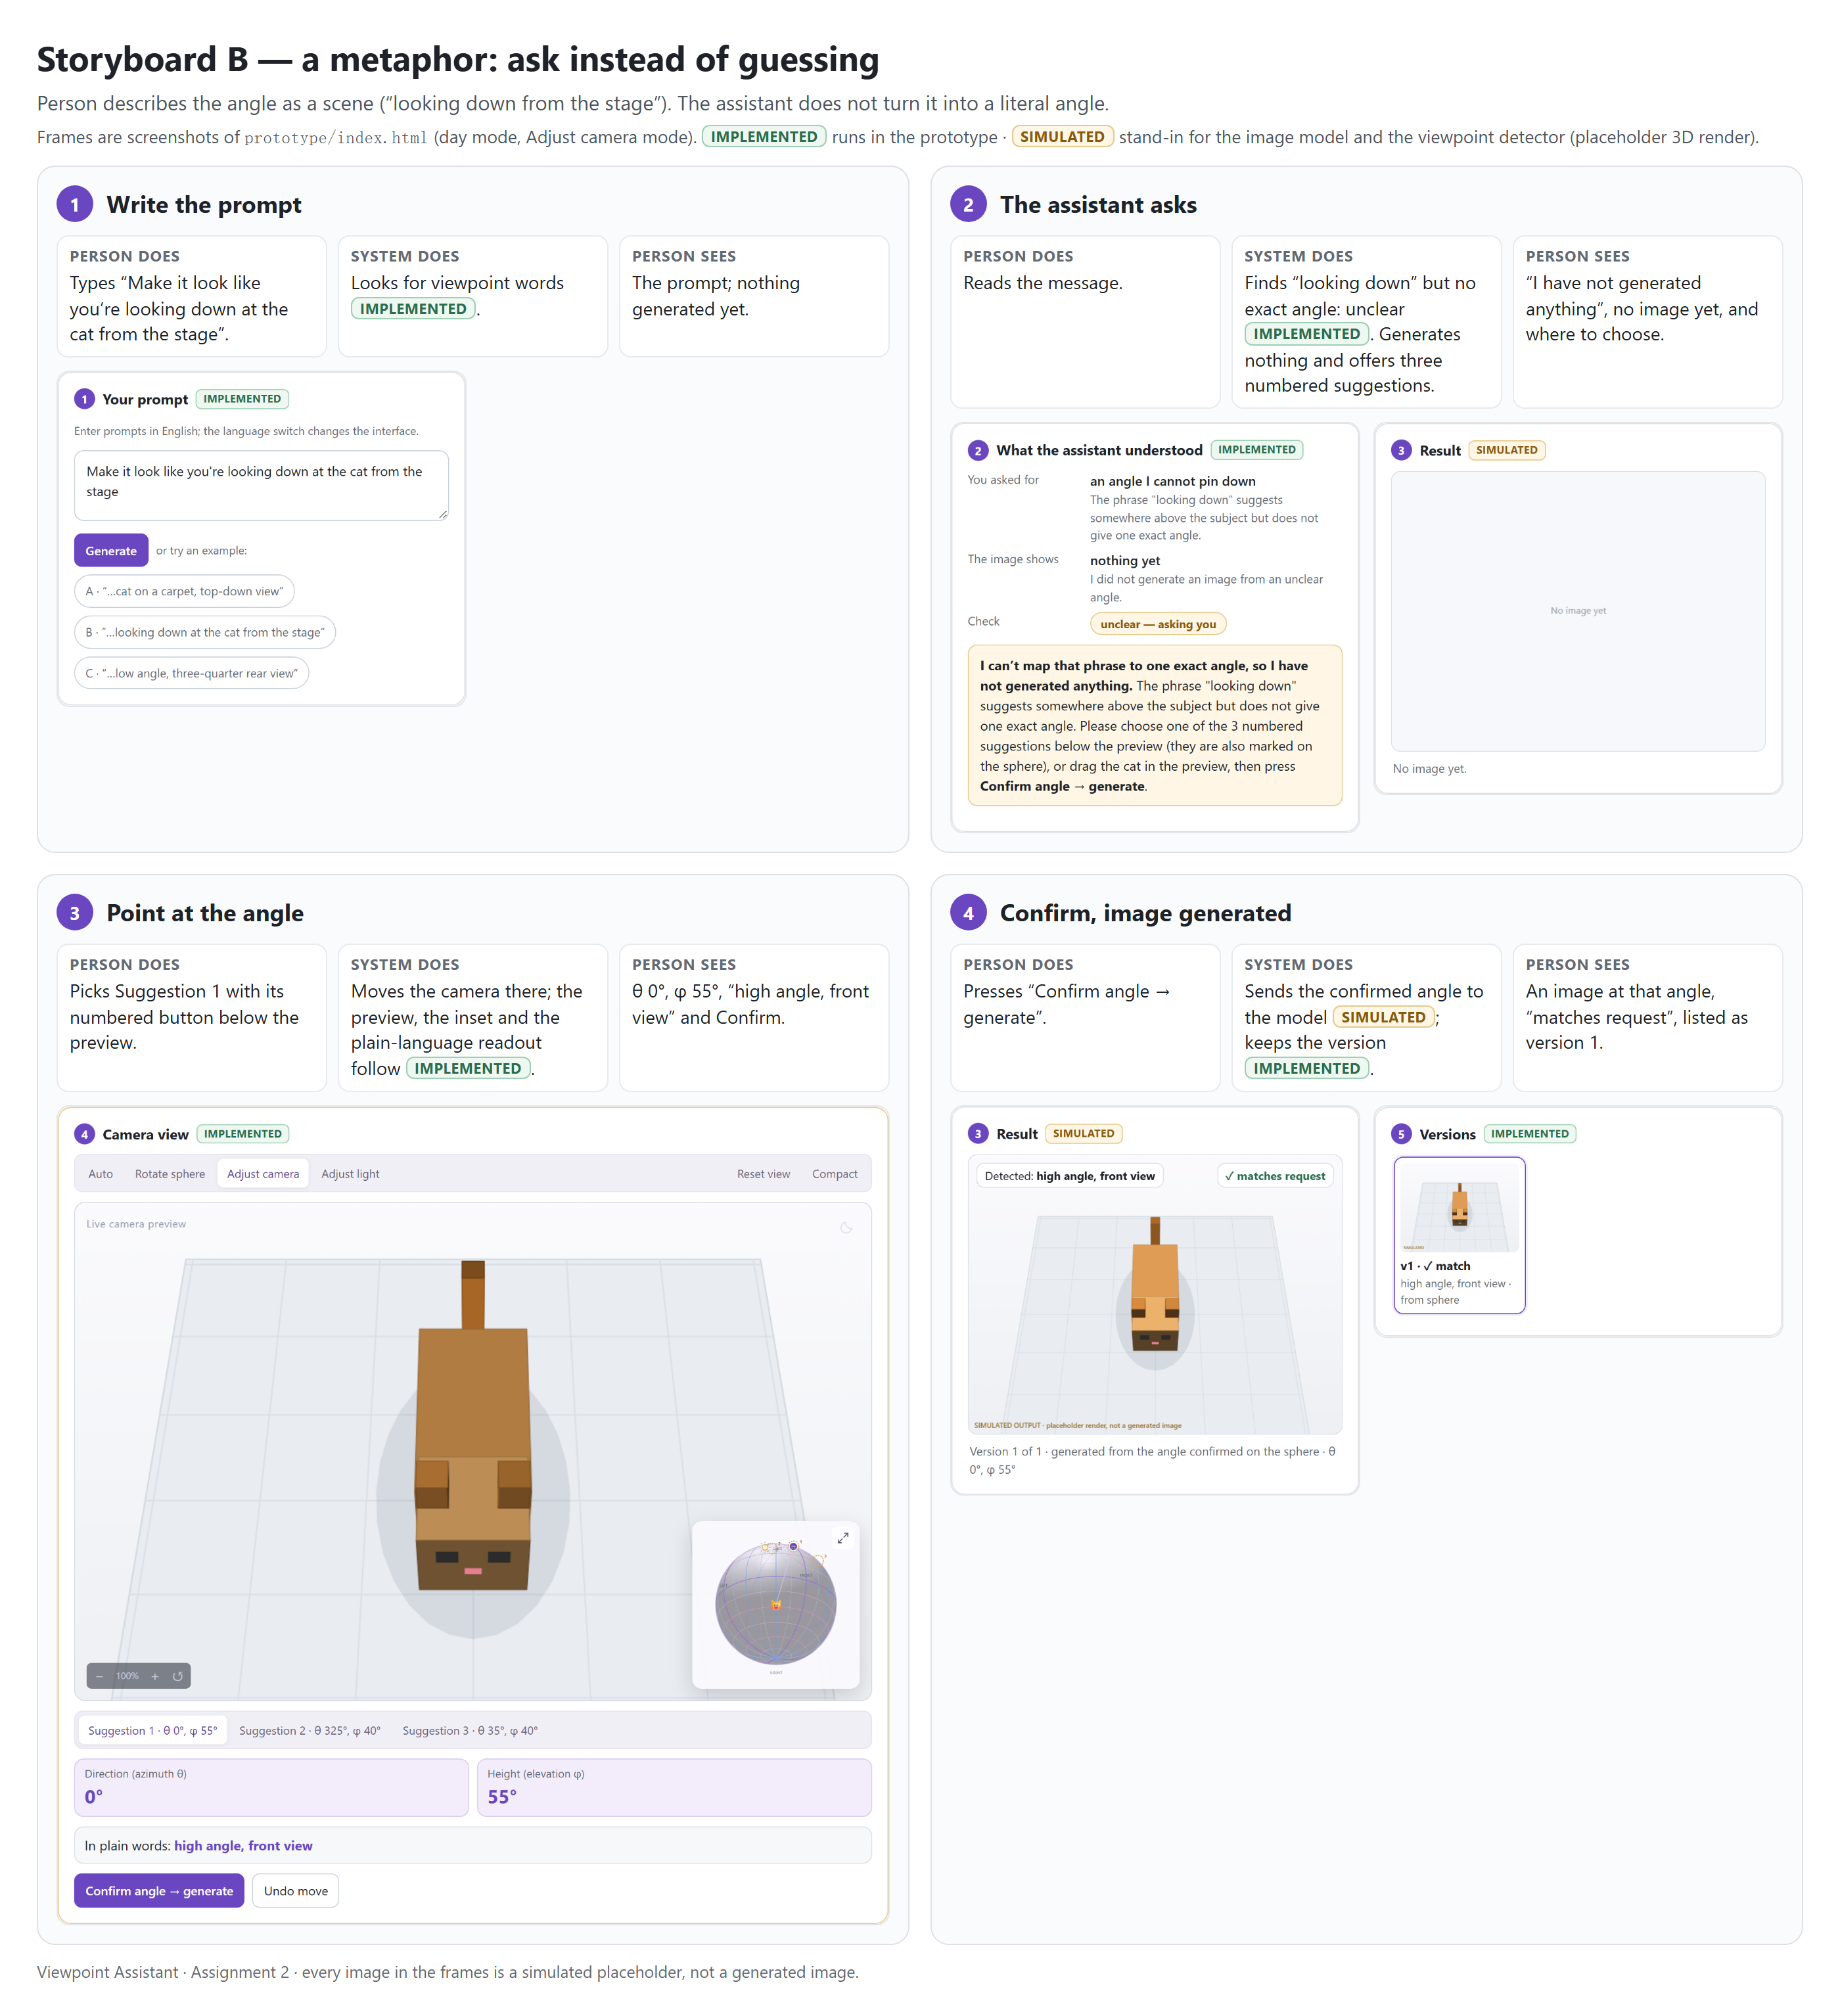 Storyboard B — a metaphor: ask instead of guessing
Person describes the angle as a scene (“looking down from the stage”). The assistant does not turn it into a literal angle.
Frames are screenshots of prototype/index.html (day mode, Adjust camera mode). IMPLEMENTED runs in the prototype · SIMULATED stand-in for the image model and the viewpoint detector (placeholder 3D render).
1 Write the prompt
PERSON DOES
Types “Make it look like
you’re looking down at the
cat from the stage”.
SYSTEM DOES
Looks for viewpoint words
IMPLEMENTED.
PERSON SEES
The prompt; nothing
generated yet.
1 Your prompt IMPLEMENTED
Enter prompts in English; the language switch changes the interface.
Make it look like you're looking down at the cat from the
stage
Generate or try an example:
A · “...cat on a carpet, top-down view”
B · “...looking down at the cat from the stage”
C · “...low angle, three-quarter rear view”
2 The assistant asks
PERSON DOES
Reads the message.
SYSTEM DOES
Finds “looking down” but no
exact angle: unclear
IMPLEMENTED. Generates
nothing and offers three
numbered suggestions.
PERSON SEES
“I have not generated
anything”, no image yet, and
where to choose.
2 What the assistant understood IMPLEMENTED
You asked for an angle I cannot pin down
The phrase "looking down" suggests
somewhere above the subject but does not
give one exact angle.
The image shows nothing yet
I did not generate an image from an unclear
angle.
Check unclear — asking you
I can’t map that phrase to one exact angle, so I have
not generated anything. The phrase "looking down"
suggests somewhere above the subject but does not give
one exact angle. Please choose one of the 3 numbered
suggestions below the preview (they are also marked on
the sphere), or drag the cat in the preview, then press
Confirm angle → generate.
3 Result SIMULATED
No image yet
No image yet.
3 Point at the angle
PERSON DOES
Picks Suggestion 1 with its
numbered button below the
preview.
SYSTEM DOES
Moves the camera there; the
preview, the inset and the
plain-language readout
follow IMPLEMENTED.
PERSON SEES
θ 0°, φ 55°, “high angle, front
view” and Confirm.
4 Camera view IMPLEMENTED
Auto Rotate sphere Adjust camera Adjust light Reset view Compact
Live camera preview
− 100% + ↺
Suggestion 1 · θ 0°, φ 55° Suggestion 2 · θ 325°, φ 40° Suggestion 3 · θ 35°, φ 40°
Direction (azimuth θ)
0°
Height (elevation φ)
55°
In plain words: high angle, front view
Confirm angle → generate Undo move
4 Confirm, image generated
PERSON DOES
Presses “Confirm angle →
generate”.
SYSTEM DOES
Sends the confirmed angle to
the model SIMULATED;
keeps the version
IMPLEMENTED.
PERSON SEES
An image at that angle,
“matches request”, listed as
version 1.
3 Result SIMULATED
Detected: high angle, front view ✓ matches request
SIMULATED OUTPUT · placeholder render, not a generated image
Version 1 of 1 · generated from the angle confirmed on the sphere · θ
0°, φ 55°
5 Versions IMPLEMENTED
SIMULATED
v1 · ✓ match
high angle, front view ·
from sphere
Viewpoint Assistant · Assignment 2 · every image in the frames is a simulated placeholder, not a generated image.